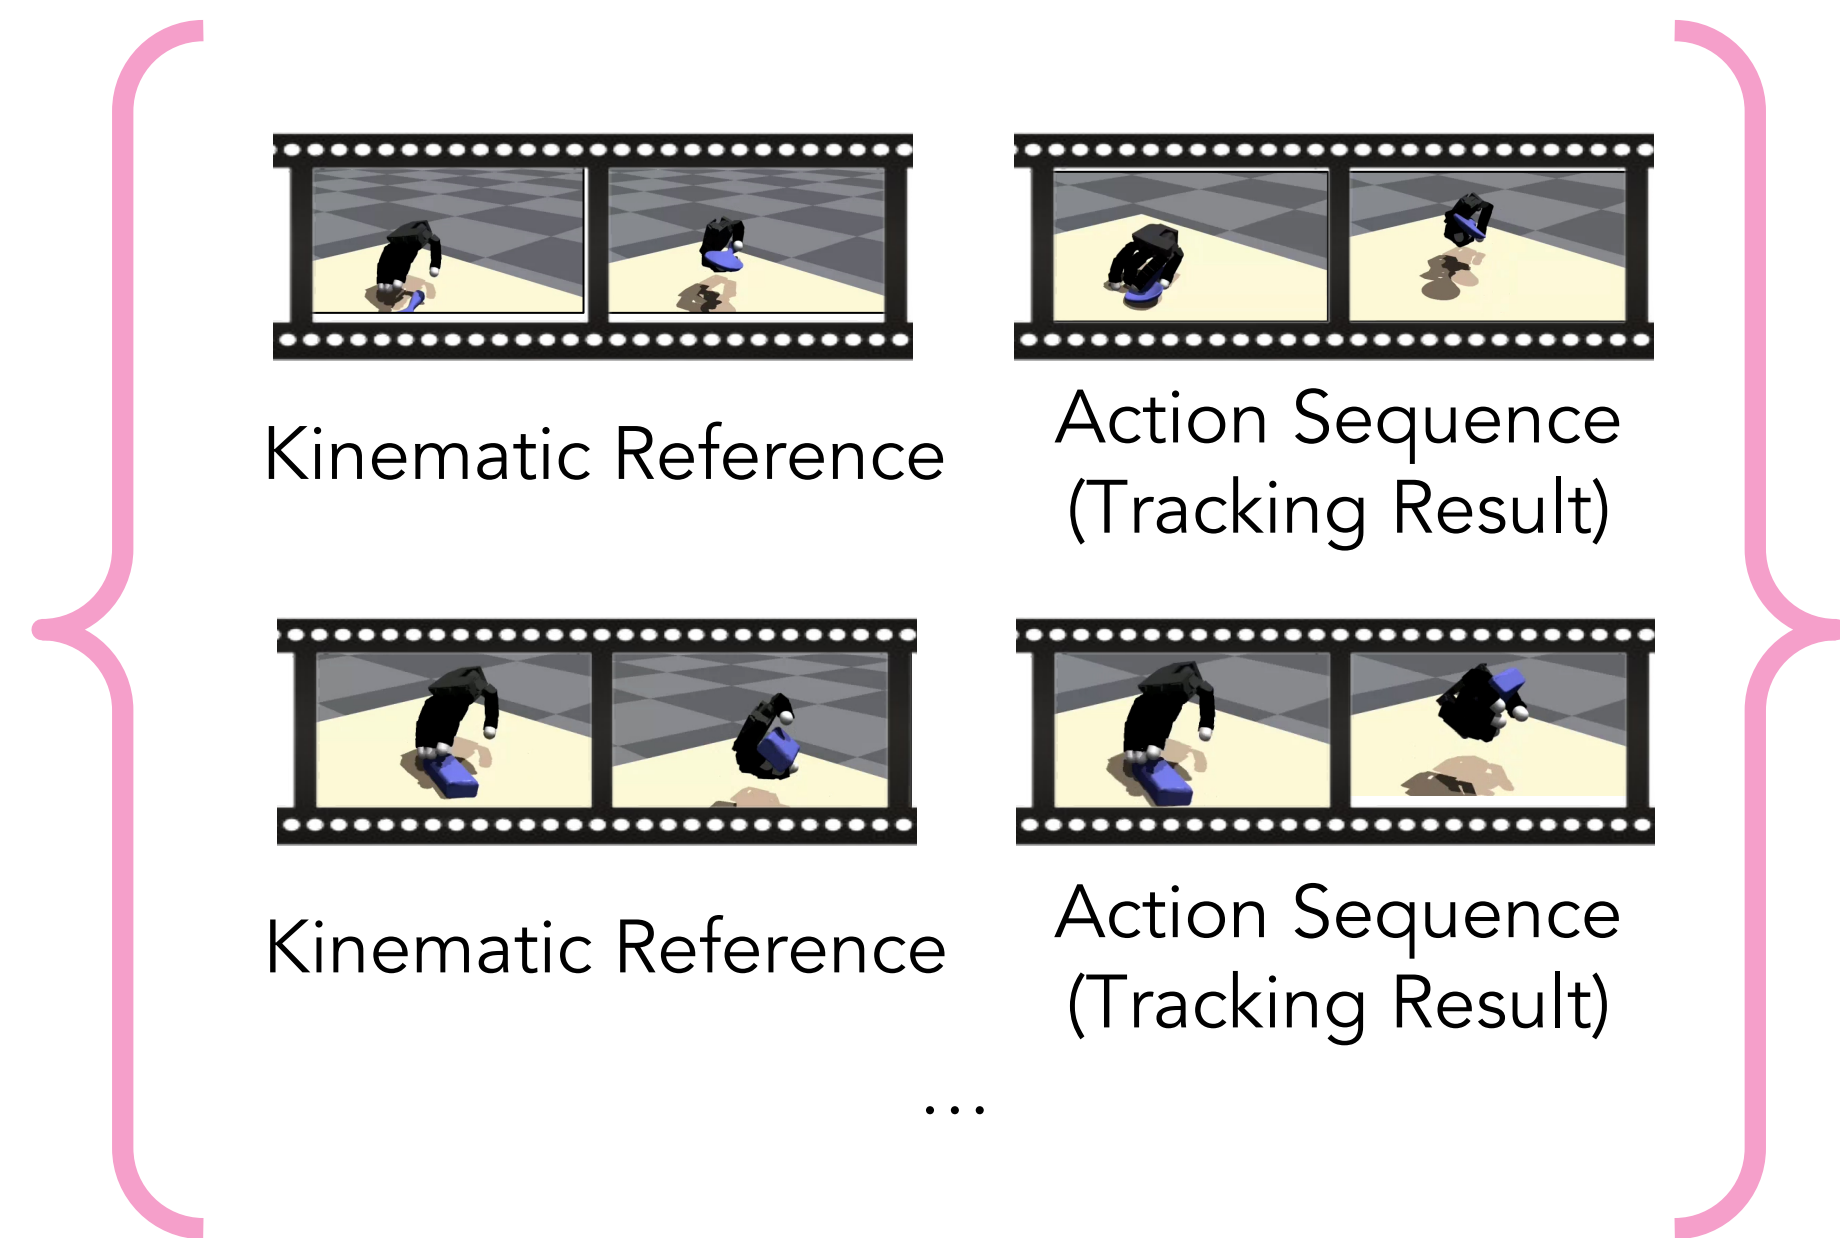 Kinematic Reference
Action Sequence
(Tracking Result)
Kinematic Reference
Action Sequence
(Tracking Result)
...